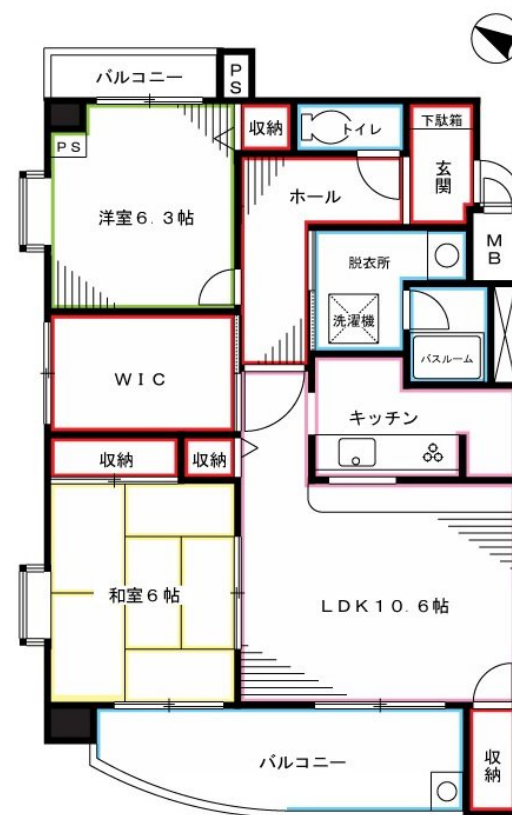 バルコニー
PS
PS
収納
トイレ
下駄箱
玄関
ホール
洋室6.3帖
MB
脱衣所
洗濯機
バスルーム
WIC
キッチン
収納
収納
和室6帖
LDK10.6帖
バルコニー
収納